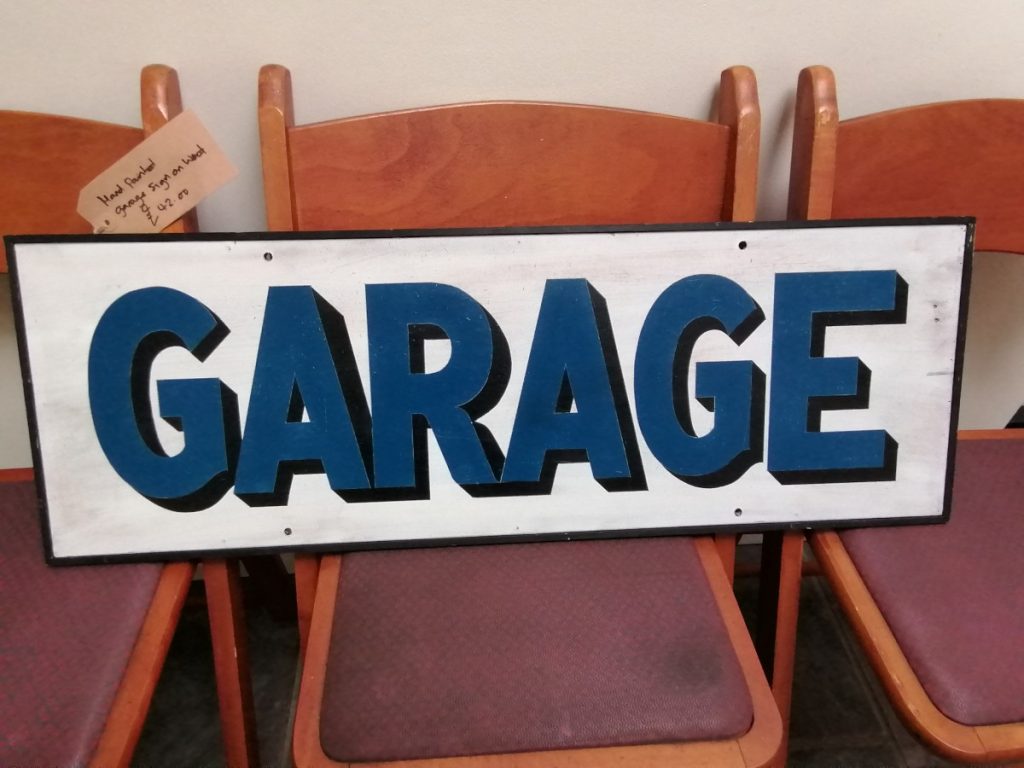 Hand Painted
Garage Sign on Wood
£42.00
GARAGE